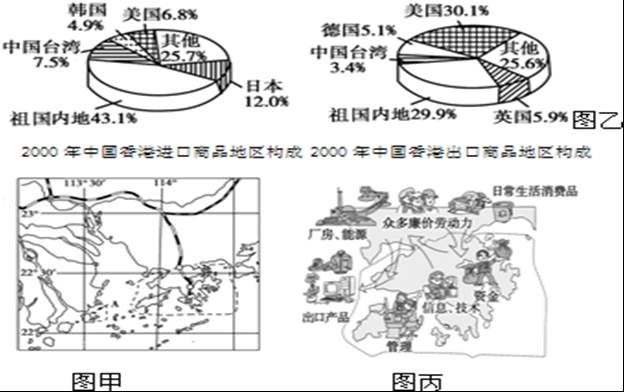 韩国
4.9%
美国6.8%
中国台湾
7.5%
其他
25.7%
日本
12.0%
祖国内地43.1%
2000年中国香港进口商品地区构成
美国30.1%
德国5.1%
中国台湾
3.4%
其他
25.6%
祖国内地29.9%
英国5.9%
图乙
2000年中国香港出口商品地区构成
113°30′
114°
23°
22°30′
22°
A
图甲
日常生活消费品
众多廉价劳动力
厂房、能源
资金
信息、技术
出口产品
管理
图丙